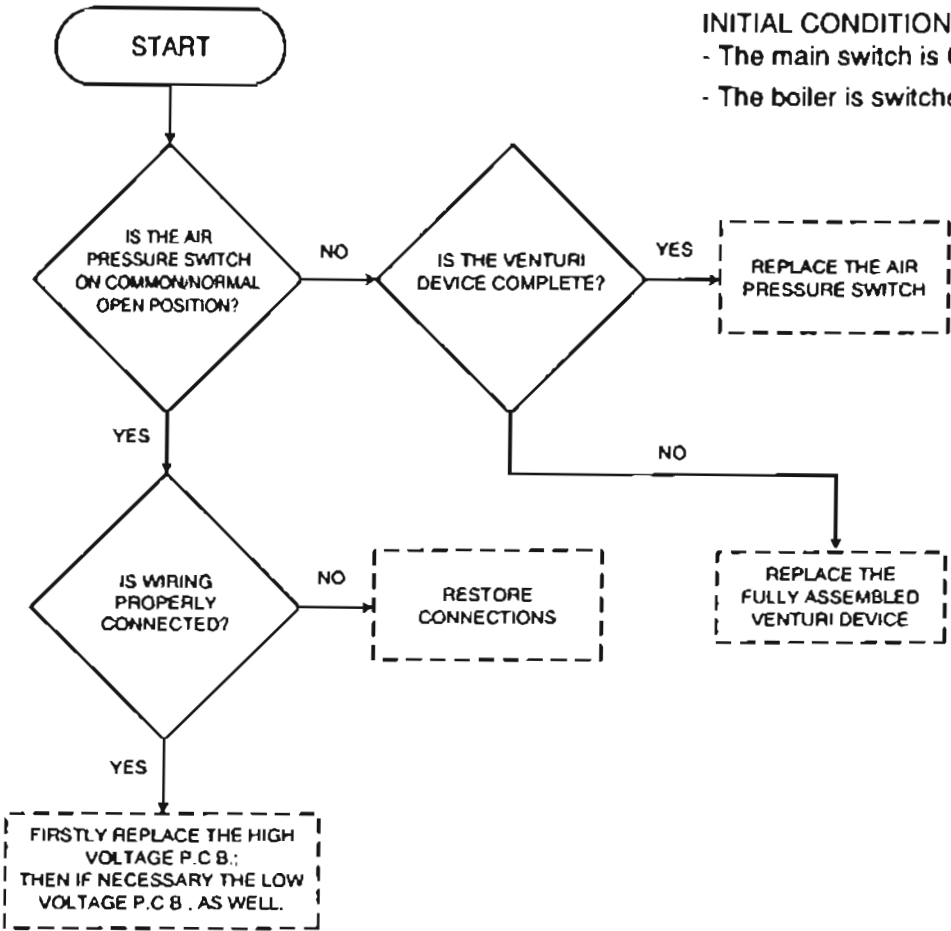 START
INITIAL CONDITION
- The main switch is
- The boiler is switche
IS THE AIR
PRESSURE SWITCH
ON COMMON/NORMAL
OPEN POSITION?
NO
IS THE VENTURI
DEVICE COMPLETE?
YES
REPLACE THE AIR
PRESSURE SWITCH
YES
NO
IS WIRING
PROPERLY
CONNECTED?
NO
RESTORE
CONNECTIONS
REPLACE THE
FULLY ASSEMBLED
VENTURI DEVICE
YES
FIRSTLY REPLACE THE HIGH
VOLTAGE P.C B.;
THEN IF NECESSARY THE LOW
VOLTAGE P.C B , AS WELL.